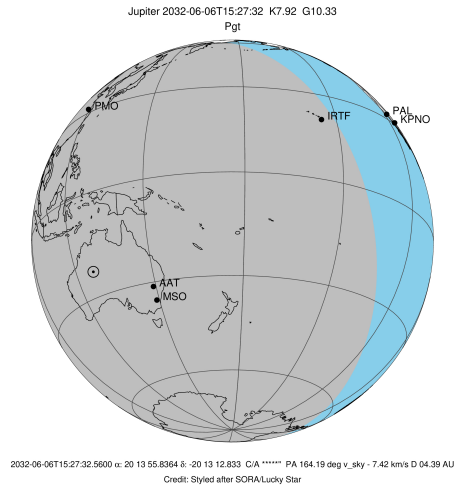 Jupiter 2032-06-06T15:27:32 K7.92 G10.33
Pgt
PMO
IRTF
PAL
KPNO
AAT
MSO
2032-06-06T15:27:32.5600 α: 20 13 55.8364 δ: -20 13 12.833 C/A *****" PA 164.19 deg v_sky - 7.42 km/s D 04.39 AU
Credit: Styled after SORA/Lucky Star